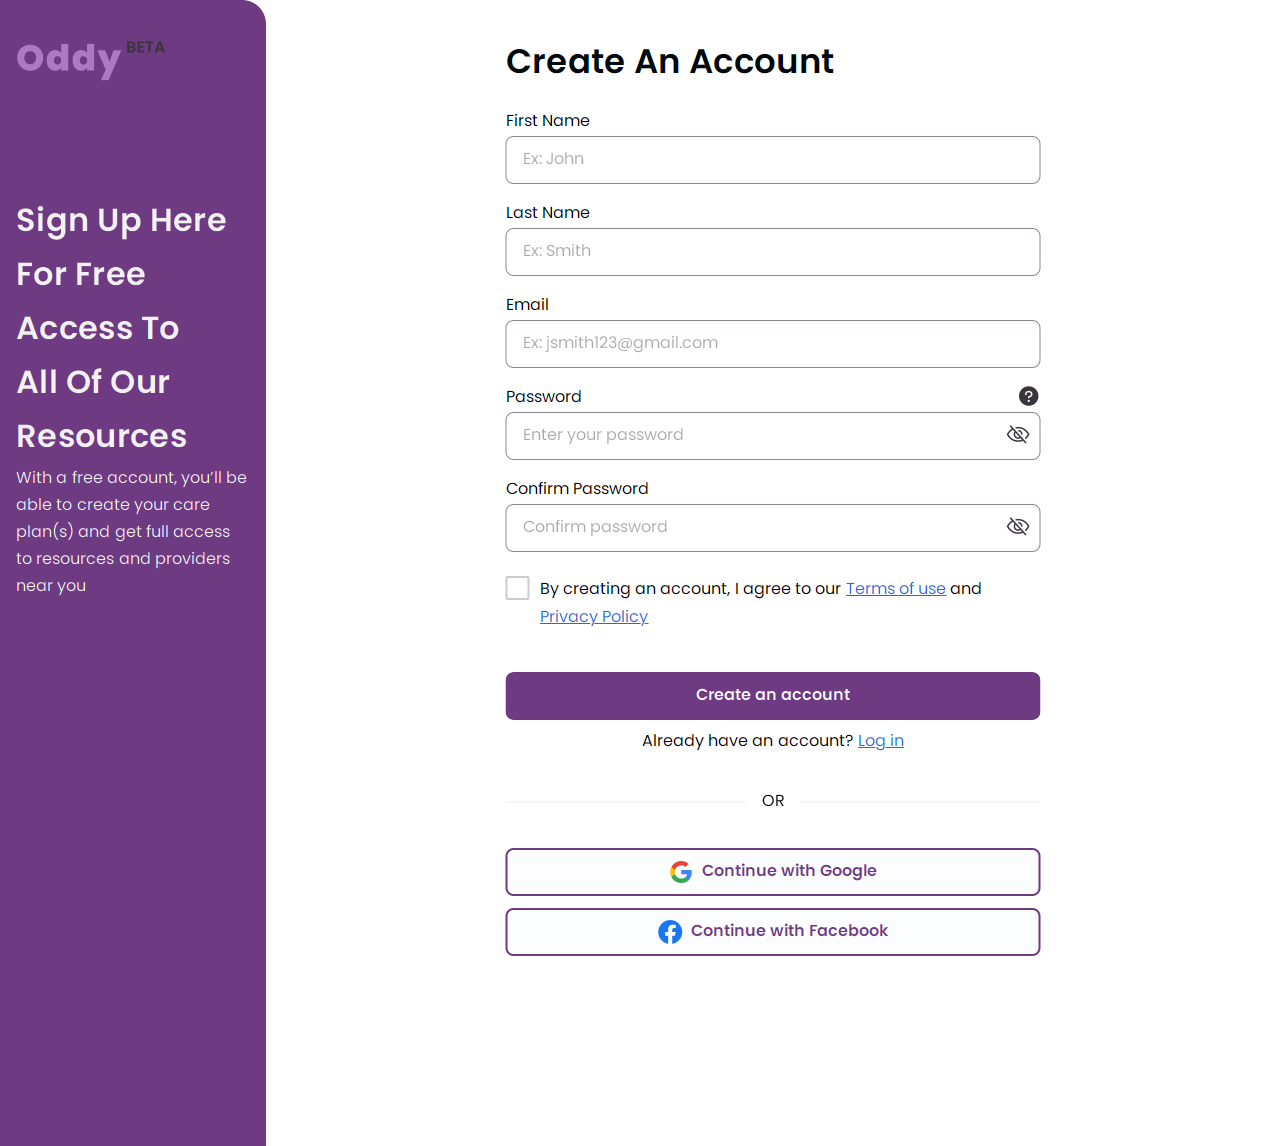 Oddy BETA
Sign Up Here
For Free
Access To
All Of Our
Resources
With a free account, you’ll be
able to create your care
plan(s) and get full access
to resources and providers
near you
Create An Account
First Name
Ex: John
Last Name
Ex: Smith
Email
Ex: jsmith123@gmail.com
Password
?
Enter your password
Confirm Password
Confirm password
By creating an account, I agree to our Terms of use and
Privacy Policy
Create an account
Already have an account? Log in
OR
Continue with Google
Continue with Facebook